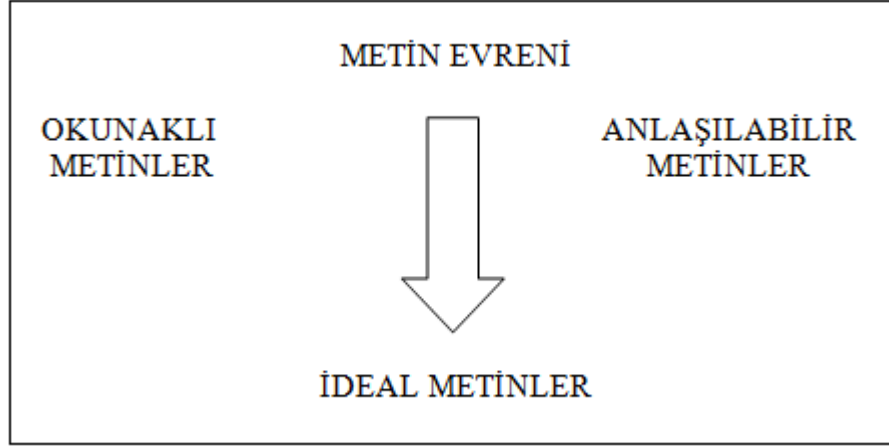 METİN EVRENİ
OKUNAKLI
METİNLER
ANLAŞILABİLİR
METİNLER
İDEAL METİNLER